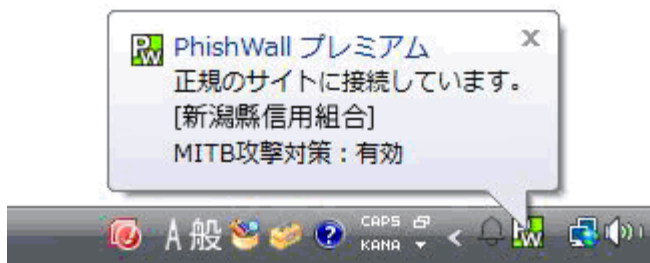 PW PhishWall プレミアム
正規のサイトに接続しています。
[新潟縣信用組合]
MITB攻撃対策：有効
A 般 ? CAPS KANA < PW